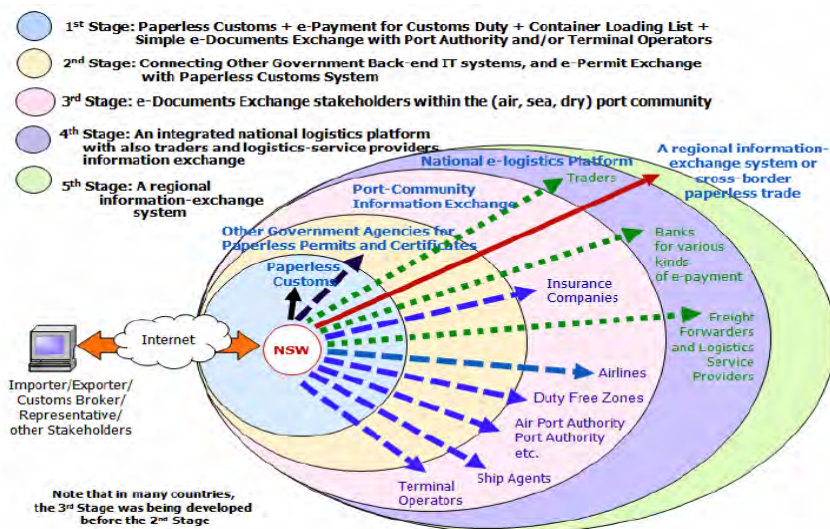 1st Stage: Paperless Customs + e-Payment for Customs Duty + Container Loading List +
Simple e-Documents Exchange with Port Authority and/or Terminal Operators
2nd Stage: Connecting Other Government Back-end IT systems, and e-Permit Exchange
with Paperless Customs System
3rd Stage: e-Documents Exchange stakeholders within the (air, sea, dry) port community
4th Stage: An integrated national logistics platform
with also traders and logistics-service providers
information exchange
5th Stage: A regional
information-exchange
system
A regional information-
exchange system or
cross-border
paperless trade
National e-logistics Platform
Traders
Port-Community
Information Exchange
Other Government Agencies for
Paperless Permits and Certificates
Paperless
Customs
Banks
for various
kinds
of e-payment
Insurance
Companies
Internet
NSW
Freight
Forwarders
and Logistics
Service
Providers
Importer/Exporter/
Customs Broker/
Representative/
other Stakeholders
Airlines
Duty Free Zones
Air Port Authority
Port Authority
etc.
Ship Agents
Terminal
Operators
Note that in many countries,
the 3rd Stage was being developed
before the 2nd Stage